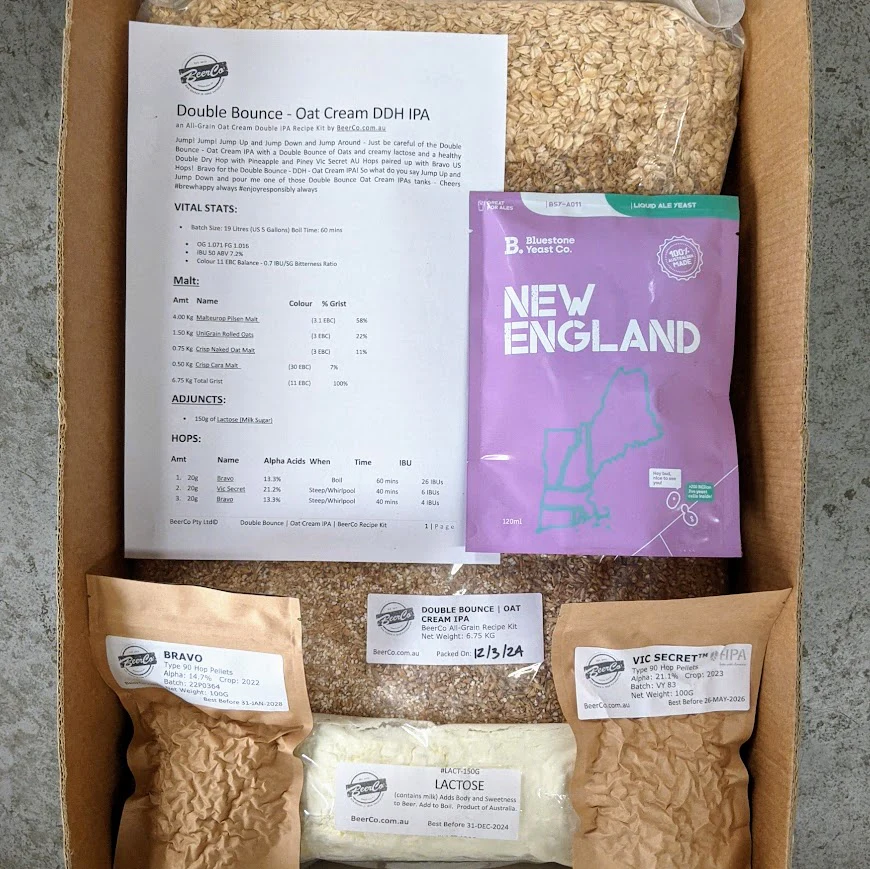 BeerCo
Double Bounce - Oat Cream DDH IPA
an All-Grain Oat Cream Double IPA Recipe Kit by BeerCo.com.au
Jump! Jump! Jump Up and Jump Down and Jump Around - Just be careful of the Double
Bounce - Oat Cream IPA with a Double Bounce of Oats and creamy lactose and a healthy
Double Dry Hop with Pineapple and Piney Vic Secret AU Hops paired up with Bravo US
Hops! Bravo for the Double Bounce - DDH - Oat Cream IPA! So what do you say Jump Up and
Jump Down and pour me one of those Double Bounce Oat Cream IPAs tanks - Cheers
#brewhappy always #enjoyresponsibly always
VITAL STATS:
• Batch Size: 19 Litres (US 5 Gallons) Boil Time: 60 mins
• OG 1.071 FG 1.016
• IBU 50 ABV 7.2%
• Colour 11 EBC Balance - 0.7 IBU/SG Bitterness Ratio
Malt:
Amt Name Colour % Grist
4.00 Kg Malteurop Pilsen Malt (3.1 EBC) 58%
1.50 Kg UniGrain Rolled Oats (3 EBC) 22%
0.75 Kg Crisp Naked Oat Malt (3 EBC) 11%
0.50 Kg Crisp Cara Malt (30 EBC) 7%
6.75 Kg Total Grist (11 EBC) 100%
ADJUNCTS:
• 150g of Lactose (Milk Sugar)
HOPS:
Amt Name Alpha Acids When Time IBU
1. 20g Bravo 13.3% Boil 60 mins 26 IBUs
2. 20g Vic Secret 21.2% Steep/Whirlpool 40 mins 6 IBUs
3. 20g Bravo 13.3% Steep/Whirlpool 40 mins 4 IBUs
BeerCo Pty Ltd© Double Bounce | Oat Cream IPA | BeerCo Recipe Kit 1 | Page
GREAT FOR ALES
BS7-A011
LIQUID ALE YEAST
B. Bluestone
Yeast Co.
100%
AUSTRALIAN
MADE
NEW
ENGLAND
Hey bud,
nice to see
you!
120ml
BeerCo
DOUBLE BOUNCE | OAT
CREAM IPA
BeerCo All-Grain Recipe Kit
Net Weight: 6.75 KG
BeerCo.com.au Packed On: 12/3/24
BeerCo
BRAVO
Type 90 Hop Pellets
Alpha: 14.7% Crop: 2022
Batch: 22P0364
Net Weight: 100G
Best Before 31-JAN-2028
BeerCo
VIC SECRET™ HPA
Type 90 Hop Pellets
Alpha: 21.1% Crop: 2023
Batch: VY 83
Net Weight: 100G
BeerCo.com.au Best Before 26-MAY-2026
#LACT-150G
BeerCo
LACTOSE
(contains milk) Adds Body and Sweetness
to Beer. Add to Boil. Product of Australia.
BeerCo.com.au Best Before 31-DEC-2024